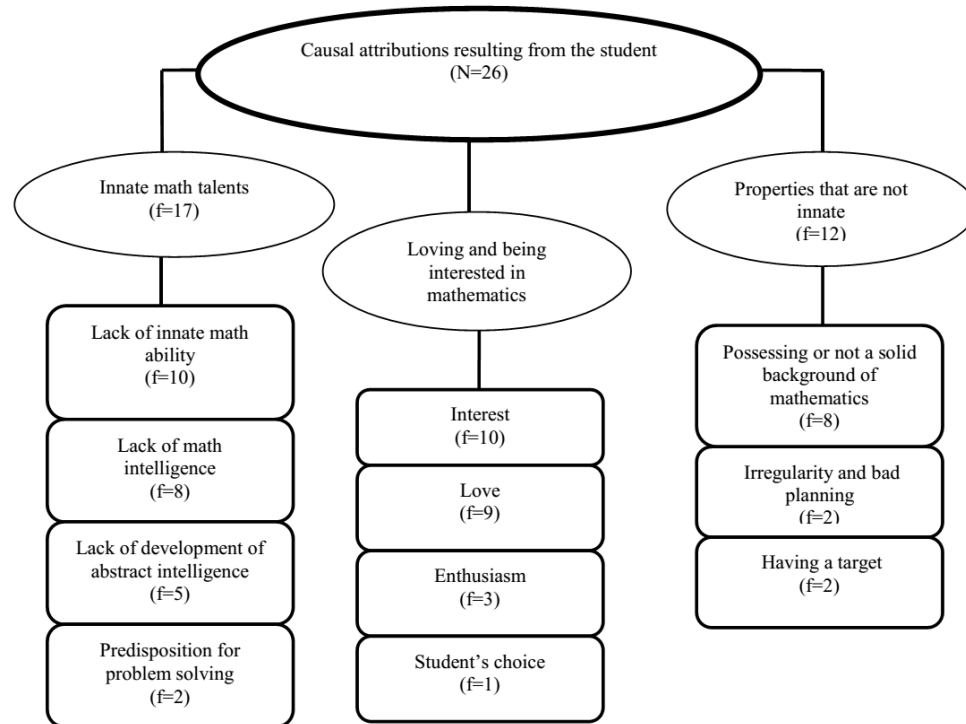 Causal attributions resulting from the student
(N=26)
Innate math talents
(f=17)
Loving and being
interested in
mathematics
Properties that are not
innate
(f=12)
Lack of innate math
ability
(f=10)
Lack of math
intelligence
(f=8)
Lack of development of
abstract intelligence
(f=5)
Predisposition for
problem solving
(f=2)
Interest
(f=10)
Love
(f=9)
Enthusiasm
(f=3)
Student’s choice
(f=1)
Possessing or not a solid
background of
mathematics
(f=8)
Irregularity and bad
planning
(f=2)
Having a target
(f=2)